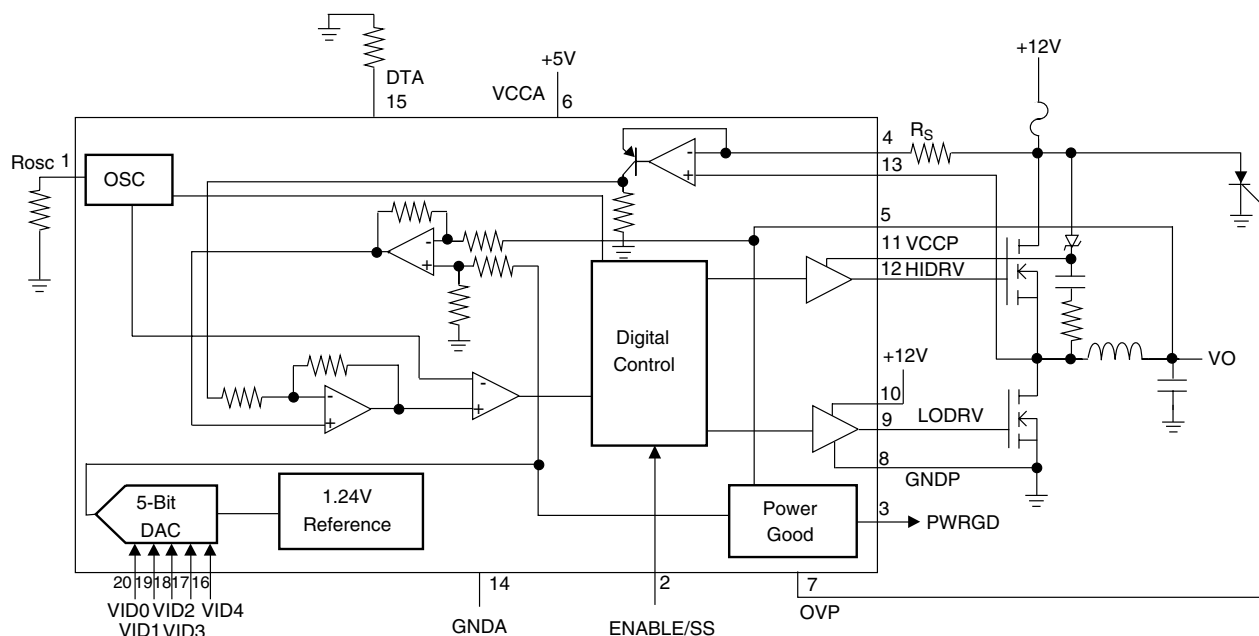 +12V
+5V
DTA
15
VCCA
6
4
RS
13
Rosc 1
OSC
-
+
5
11 VCCP
12 HIDRV
-
+
Digital
Control
+12V
VO
10
-
+
-
+
9
LODRV
8
GNDP
5-Bit
DAC
1.24V
Reference
Power
Good
3
PWRGD
20 19 18 17 16
VID0 VID2 VID4
VID1 VID3
14
GNDA
2
ENABLE/SS
7
OVP